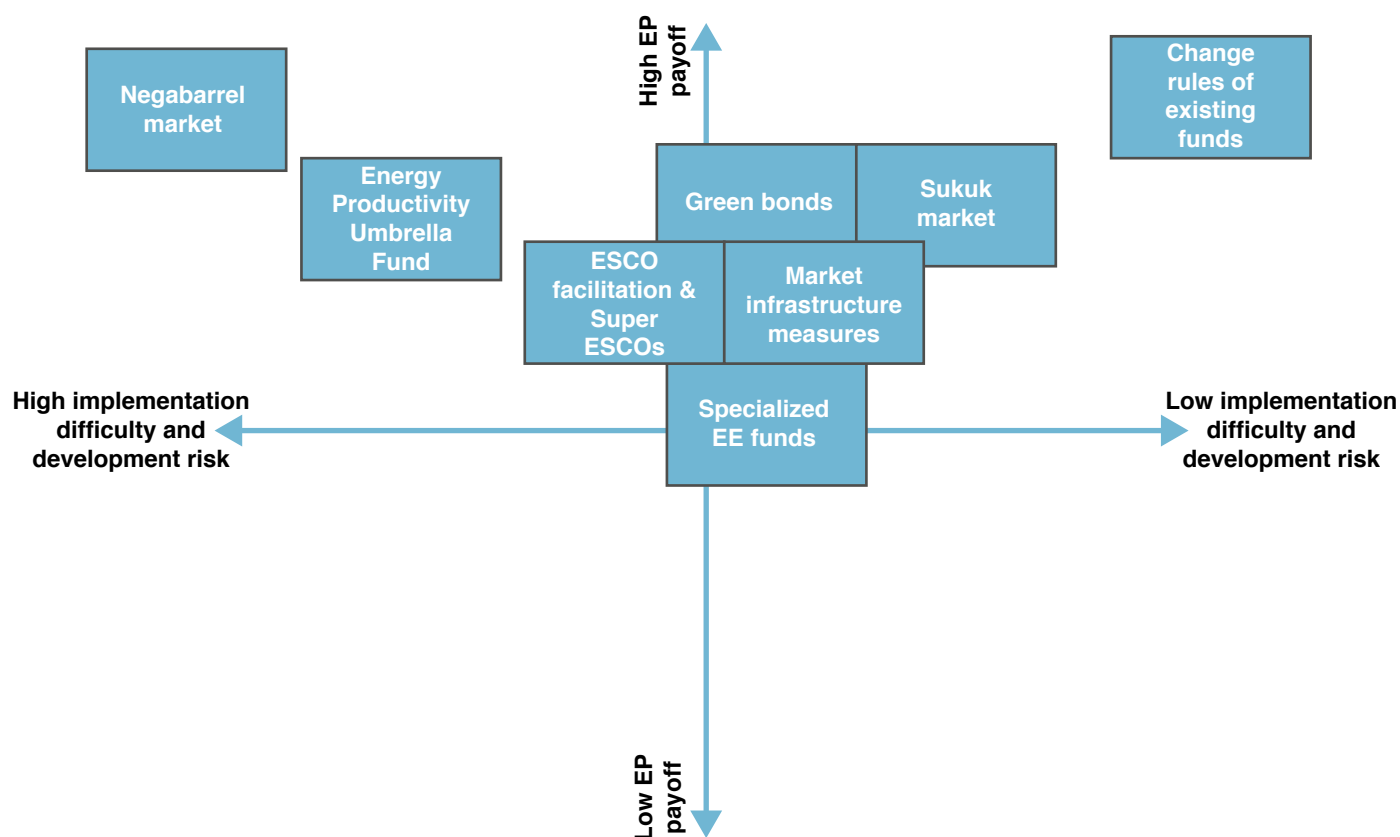 High EP
payoff
Negabarrel
market
Change
rules of
existing
funds
Energy
Productivity
Umbrella
Fund
Green bonds
Sukuk
market
ESCO
facilitation &
Super
ESCOs
Market
infrastructure
measures
High implementation
difficulty and
development risk
Specialized
EE funds
Low implementation
difficulty and
development risk
Low EP
payoff